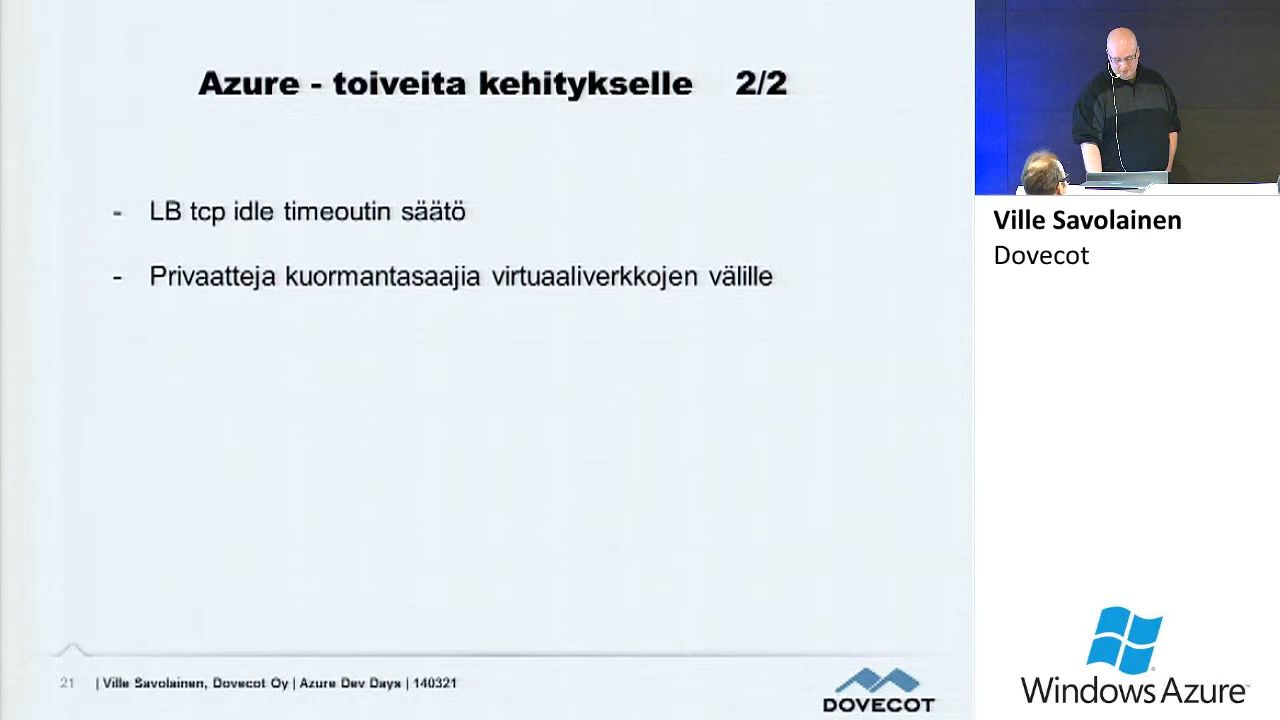 Azure - toiveita kehitykselle 2/2
- LB tcp idle timeoutin säätö
- Privaatteja kuormantasaajia virtuaaliverkkojen välille
21 | Ville Savolainen, Dovecot Oy | Azure Dev Days | 140321
DOVECOT
Ville Savolainen
Dovecot
Windows Azure